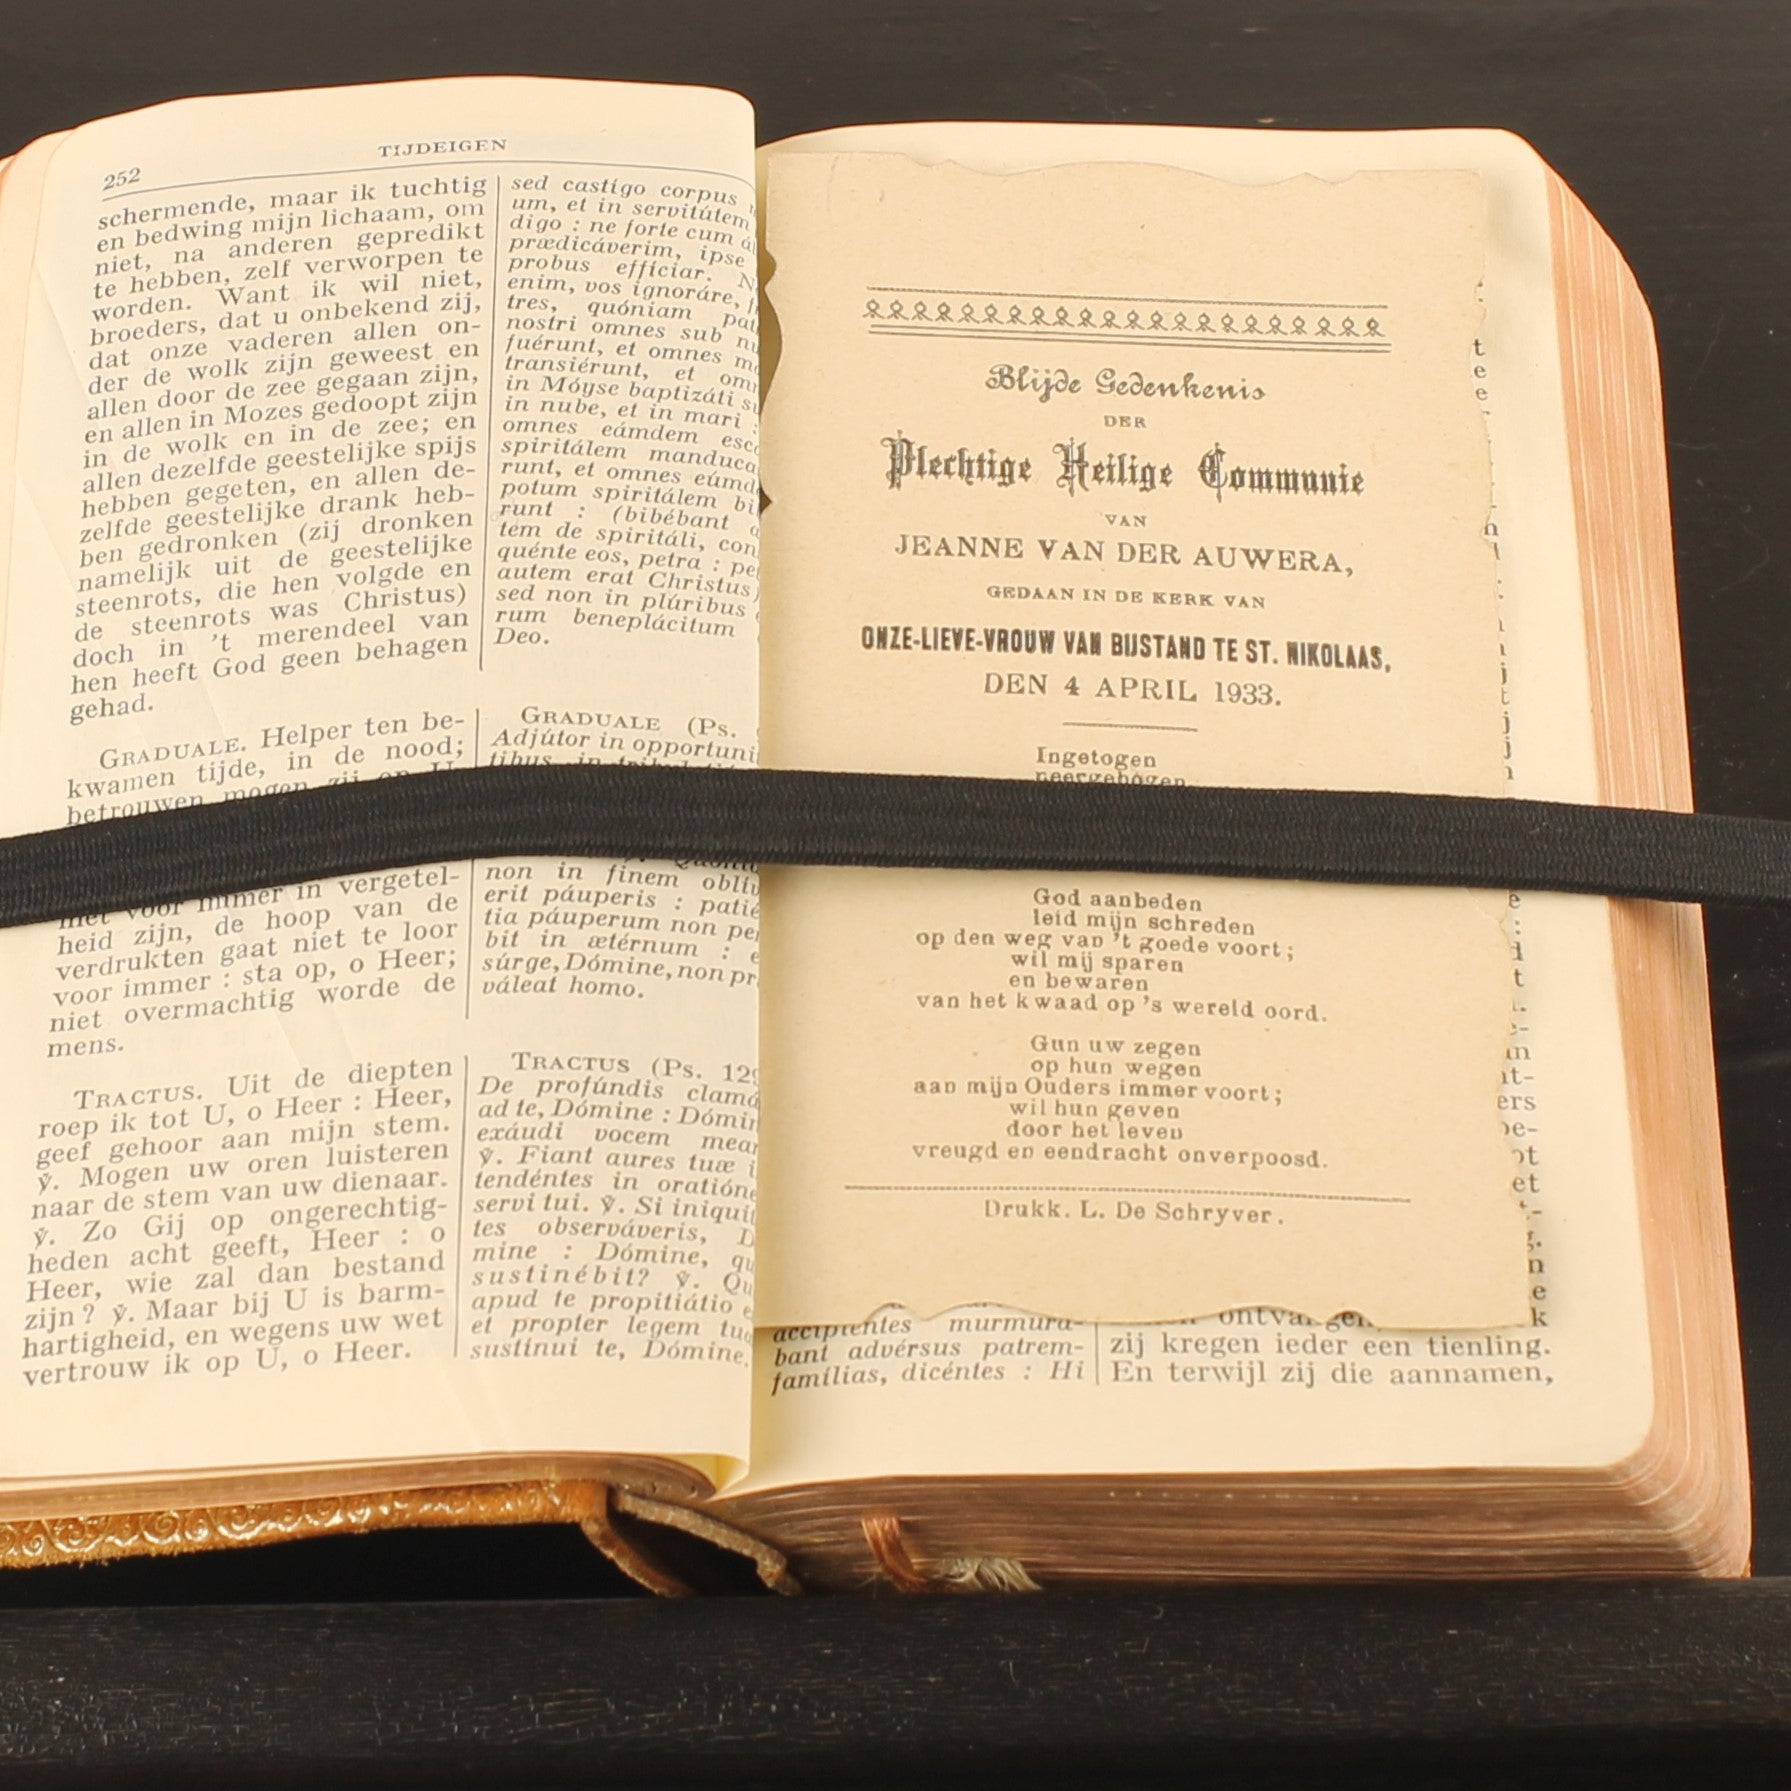 252
TIJDEIGEN
schermende, maar ik tuchtig
en bedwing mijn lichaam, om
niet, na anderen gepredikt
te hebben, zelf verworpen te
worden. Want ik wil niet,
broeders, dat u onbekend zij,
dat onze vaderen allen on-
der de wolk zijn geweest en
allen door de zee gegaan zijn,
en allen in Mozes gedoopt zijn
in de wolk en in de zee; en
allen dezelfde geestelijke spijs
hebben gegeten, en allen de-
zelfde geestelijke drank heb-
ben gedronken (zij dronken
namelijk uit de geestelijke
steenrots, die hen volgde en
de steenrots was Christus)
doch in 't merendeel van
hen heeft God geen behagen
gehad.
GRADUALE. Helper ten be-
kwamen tijde, in de nood;
betrouwen mogen zij op U
niet voor immer in vergetel-
heid zijn, de hoop van de
verdrukten gaat niet te loor
voor immer : sta op, o Heer;
niet overmachtig worde de
mens.
TRACTUS. Uit de diepten
roep ik tot U, o Heer : Heer,
geef gehoor aan mijn stem.
℣. Mogen uw oren luisteren
naar de stem van uw dienaar.
℣. Zo Gij op ongerechtig-
heden acht geeft, Heer : o
Heer, wie zal dan bestand
zijn? ℣. Maar bij U is barm-
hartigheid, en wegens uw wet
vertrouw ik op U, o Heer.
sed castigo corpus
um, et in servitútem
digo : ne forte cum
prædicáverim, ipse
probus effíciar.
enim, vos ignoráre,
tres, quóniam
nostri omnes sub
fuérunt, et omnes
transiérunt, et
in Móyse baptizáti
in nube, et in mari :
omnes eámdem
spiritálem
runt, et omnes
potum spiritálem
runt : (bibébant
tem de spiritáli,
quénte eos, petra :
autem erat Christus)
sed non in plúribus
rum beneplácitum
Deo.
GRADUALE (Ps.
Adjútor in
non in finem
erit páuperis :
tia páuperum non
bit in ætérnum :
súrge, Dómine, non
váleat homo.
TRACTUS (Ps. 129
De profúndis
ad te, Dómine :
exáudi vocem
℣. Fiant aures tuæ
tendéntes in
servi tui. ℣. Si
tes observáveris,
mine : Dómine,
sustinébit? ℣.
apud te propitiátio
et propter legem
sustínui te, Dómine.
Blijde Gedenkenis
DER
Plechtige Heilige Communie
VAN
JEANNE VAN DER AUWERA,
GEDAAN IN DE KERK VAN
ONZE-LIEVE-VROUW VAN BIJSTAND TE ST. NIKOLAAS,
DEN 4 APRIL 1933.
Ingetogen
neergebogen
God aanbeden
leid mijn schreden
op den weg van 't goede voort;
wil mij sparen
en bewaren
van het kwaad op 's wereld oord.
Gun uw zegen
op hun wegen
aan mijn Ouders immer voort;
wil hun geven
door het leven
vreugd en eendracht onverpoosd.
Drukk. L. De Schryver.
accipiéntes murmurá-
bant advérsus patrem-
famílias, dicéntes : Hi
zij kregen ieder een tienling.
En terwijl zij die aannamen,